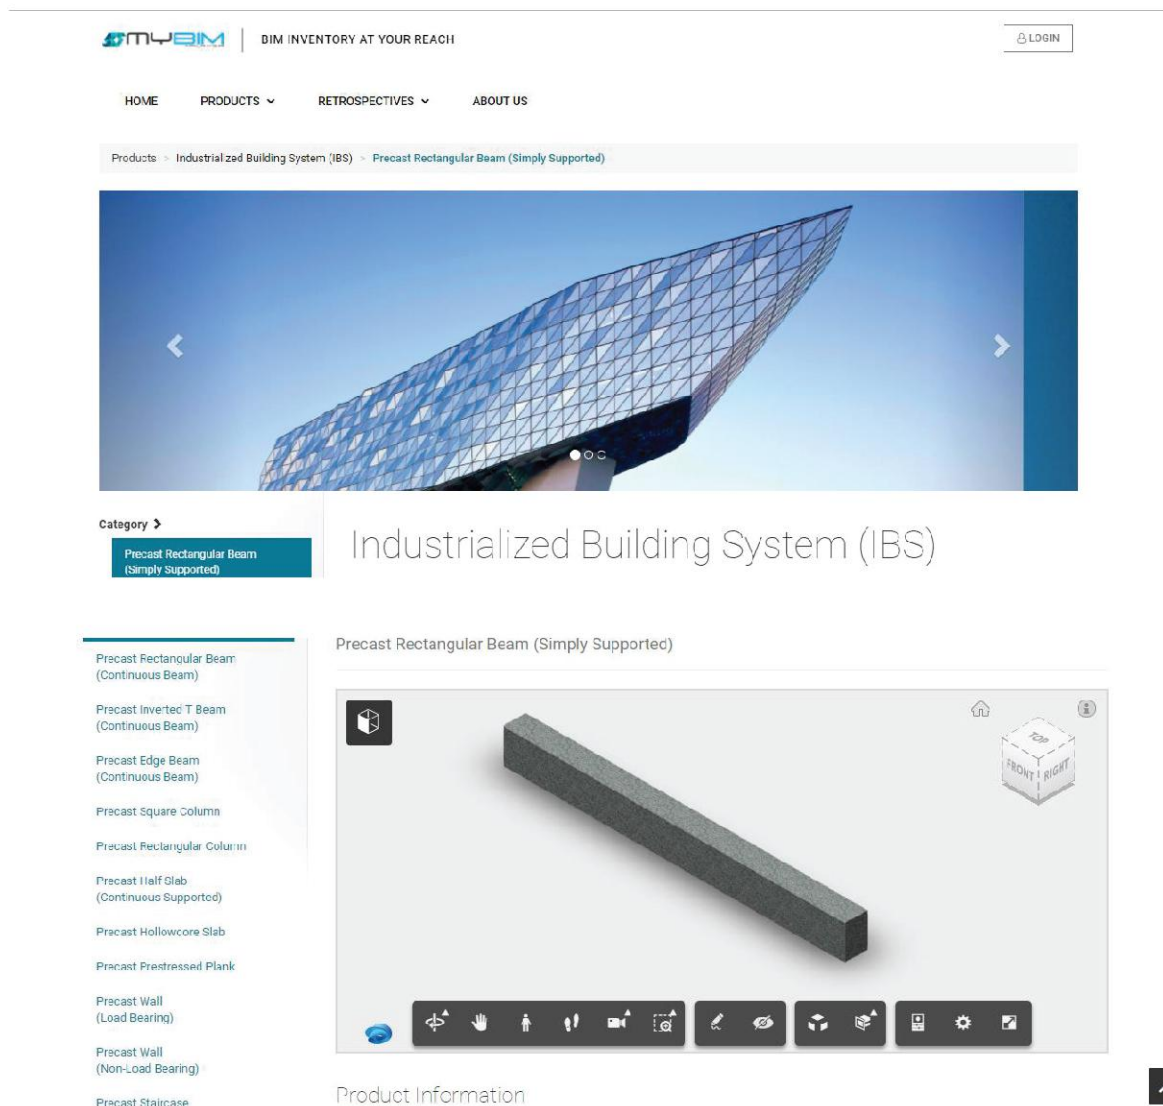 MYBIM
BIM INVENTORY AT YOUR REACH
LOGIN
HOME PRODUCTS RETROSPECTIVES ABOUT US
Products > Industrialized Building System (IBS) > Precast Rectangular Beam (Simply Supported)
Category
Precast Rectangular Beam
(Simply Supported)
Industrialized Building System (IBS)
Precast Rectangular Beam
(Continuous Beam)
Precast Inverted T Beam
(Continuous Beam)
Precast Edge Beam
(Continuous Beam)
Precast Square Column
Precast Rectangular Column
Precast Half Slab
(Continuous Supported)
Precast Hollowcore Slab
Precast Prestressed Plank
Precast Wall
(Load Bearing)
Precast Wall
(Non-Load Bearing)
Precast Staircase
Precast Rectangular Beam (Simply Supported)
TOP
FRONT
RIGHT
Product Information